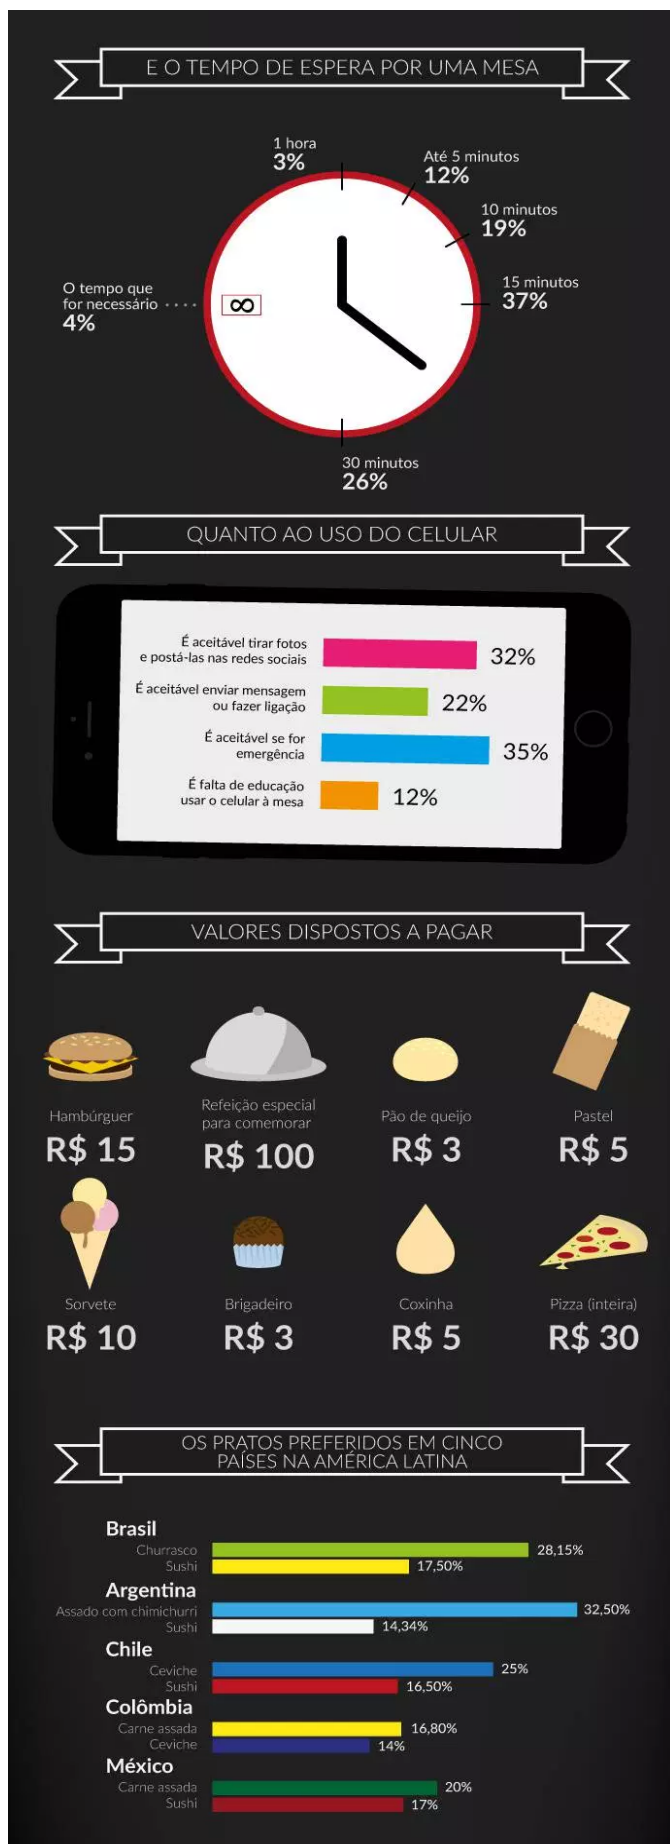 E O TEMPO DE ESPERA POR UMA MESA
1 hora
3%
Até 5 minutos
12%
10 minutos
19%
15 minutos
37%
O tempo que
for necessário
4%
30 minutos
26%
QUANTO AO USO DO CELULAR
É aceitável tirar fotos
e postá-las nas redes sociais
32%
É aceitável enviar mensagem
ou fazer ligação
22%
É aceitável se for
emergência
35%
É falta de educação
usar o celular à mesa
12%
VALORES DISPOSTOS A PAGAR
Hambúrguer
R$ 15
Refeição especial
para comemorar
R$ 100
Pão de queijo
R$ 3
Pastel
R$ 5
Sorvete
R$ 10
Brigadeiro
R$ 3
Coxinha
R$ 5
Pizza (inteira)
R$ 30
OS PRATOS PREFERIDOS EM CINCO
PAÍSES NA AMÉRICA LATINA
Brasil
Churrasco 28,15%
Sushi 17,50%
Argentina
Assado com chimichurri 32,50%
Sushi 14,34%
Chile
Ceviche 25%
Sushi 16,50%
Colômbia
Carne assada 16,80%
Ceviche 14%
México
Carne assada 20%
Sushi 17%